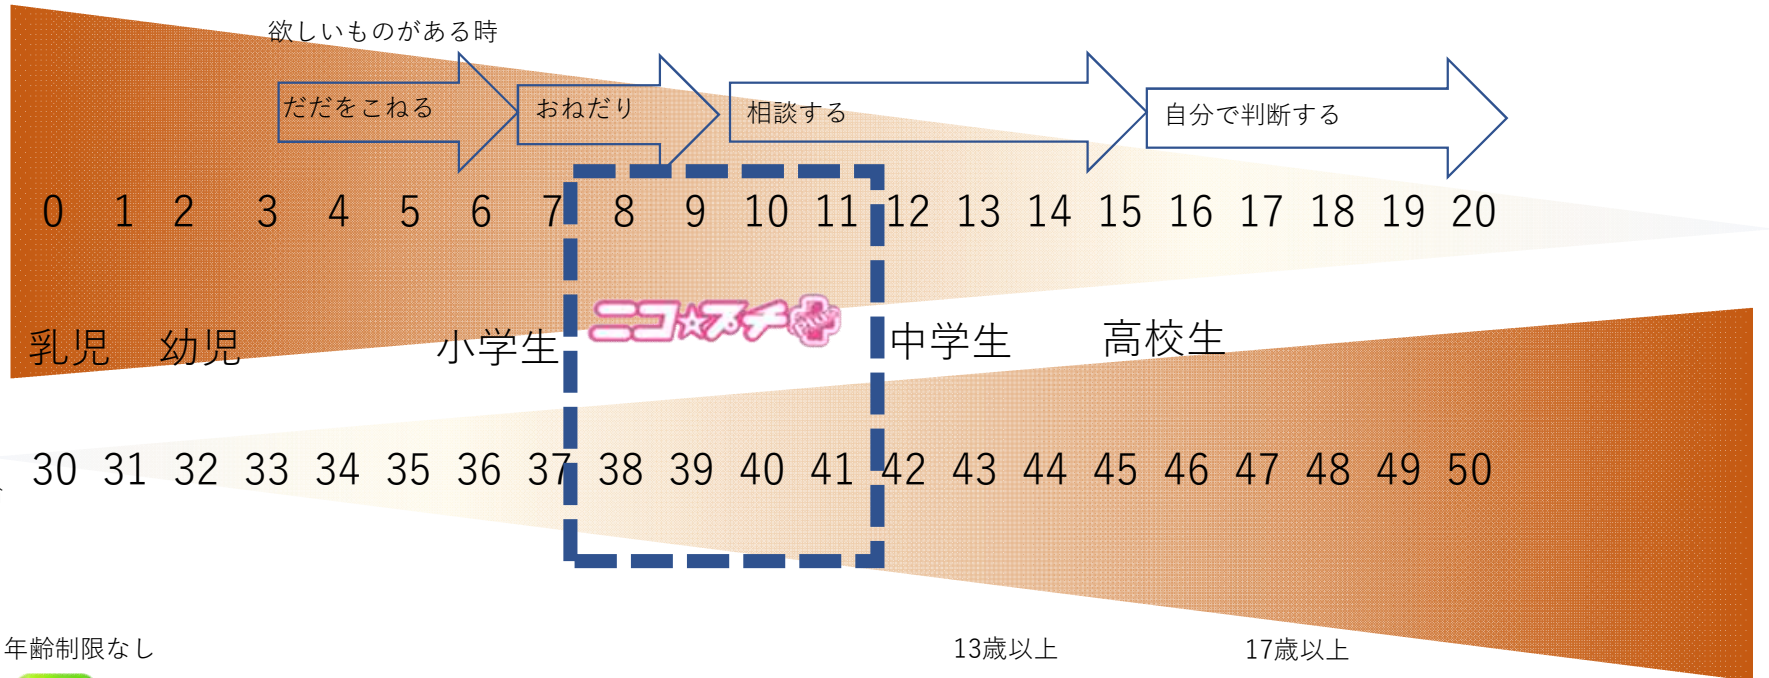 欲しいものがある時
だだをこねる おねだり 相談する 自分で判断する
0 1 2 3 4 5 6 7 8 9 10 11 12 13 14 15 16 17 18 19 20
乳児 幼児 小学生 ニコ☆プチ 中学生 高校生
30 31 32 33 34 35 36 37 38 39 40 41 42 43 44 45 46 47 48 49 50
年齢制限なし 13歳以上 17歳以上